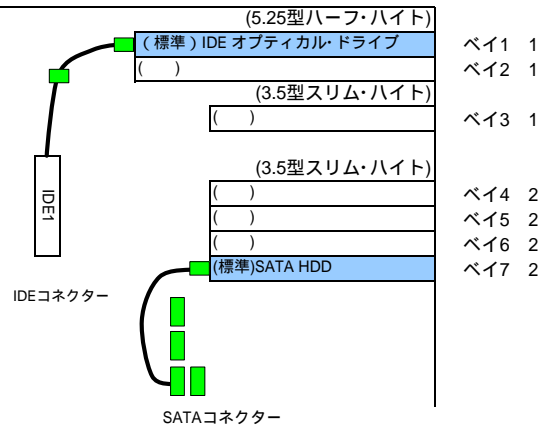 (5.25型ハーフ・ハイト)
(標準)IDE オプティカル・ドライブ ベイ1 1
( ) ベイ2 1
(3.5型スリム・ハイト)
( ) ベイ3 1
(3.5型スリム・ハイト)
( ) ベイ4 2
( ) ベイ5 2
( ) ベイ6 2
(標準)SATA HDD ベイ7 2
IDE1
IDEコネクター
SATAコネクター